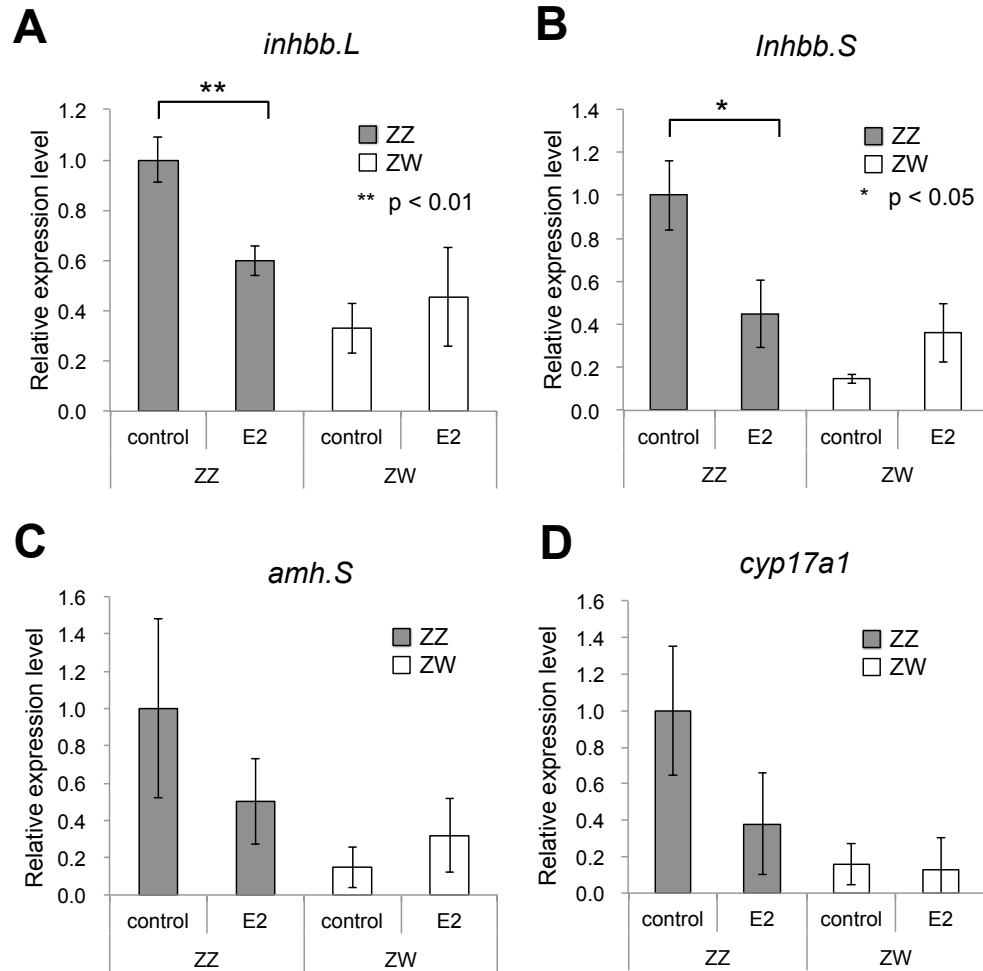 A
inhbb.L
**
Relative expression level
1.2
1.0
0.8
0.6
0.4
0.2
0.0
ZZ
ZW
** p < 0.01
control E2 control E2
ZZ ZW
B
Inhbb.S
*
Relative expression level
1.4
1.2
1.0
0.8
0.6
0.4
0.2
0.0
ZZ
ZW
* p < 0.05
control E2 control E2
ZZ ZW
C
amh.S
Relative expression level
1.6
1.4
1.2
1.0
0.8
0.6
0.4
0.2
0.0
ZZ
ZW
control E2 control E2
ZZ ZW
D
cyp17a1
Relative expression level
1.6
1.4
1.2
1.0
0.8
0.6
0.4
0.2
0.0
ZZ
ZW
control E2 control E2
ZZ ZW